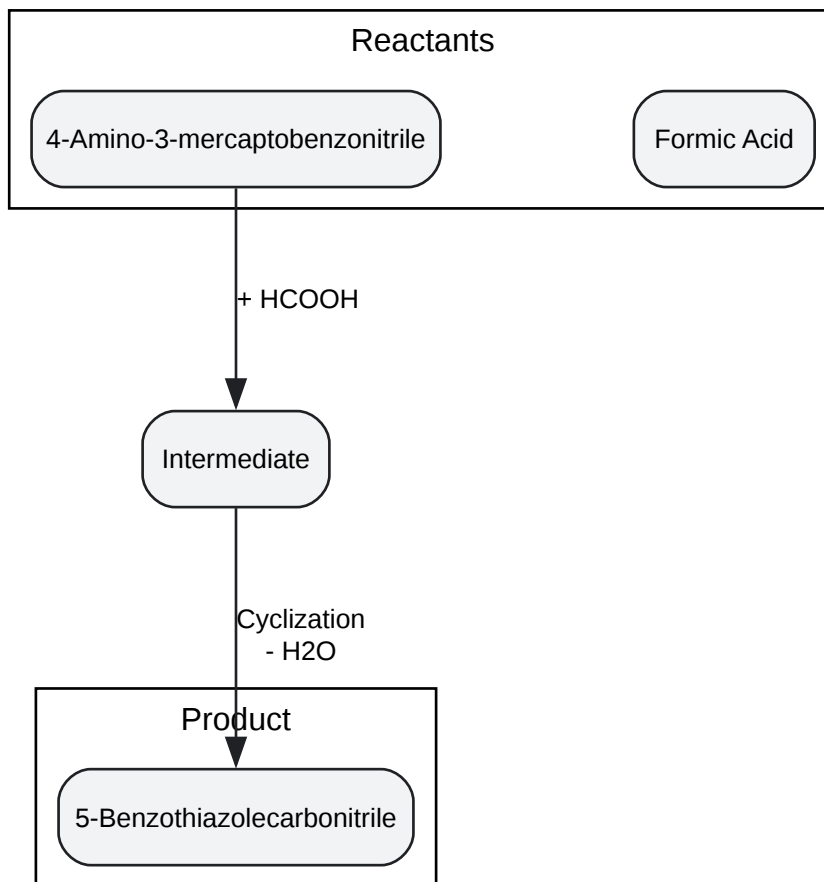 Reactants
4-Amino-3-mercaptobenzonitrile
Formic Acid
+ HCOOH
Intermediate
Cyclization
- H2O
Product
5-Benzothiazolecarbonitrile